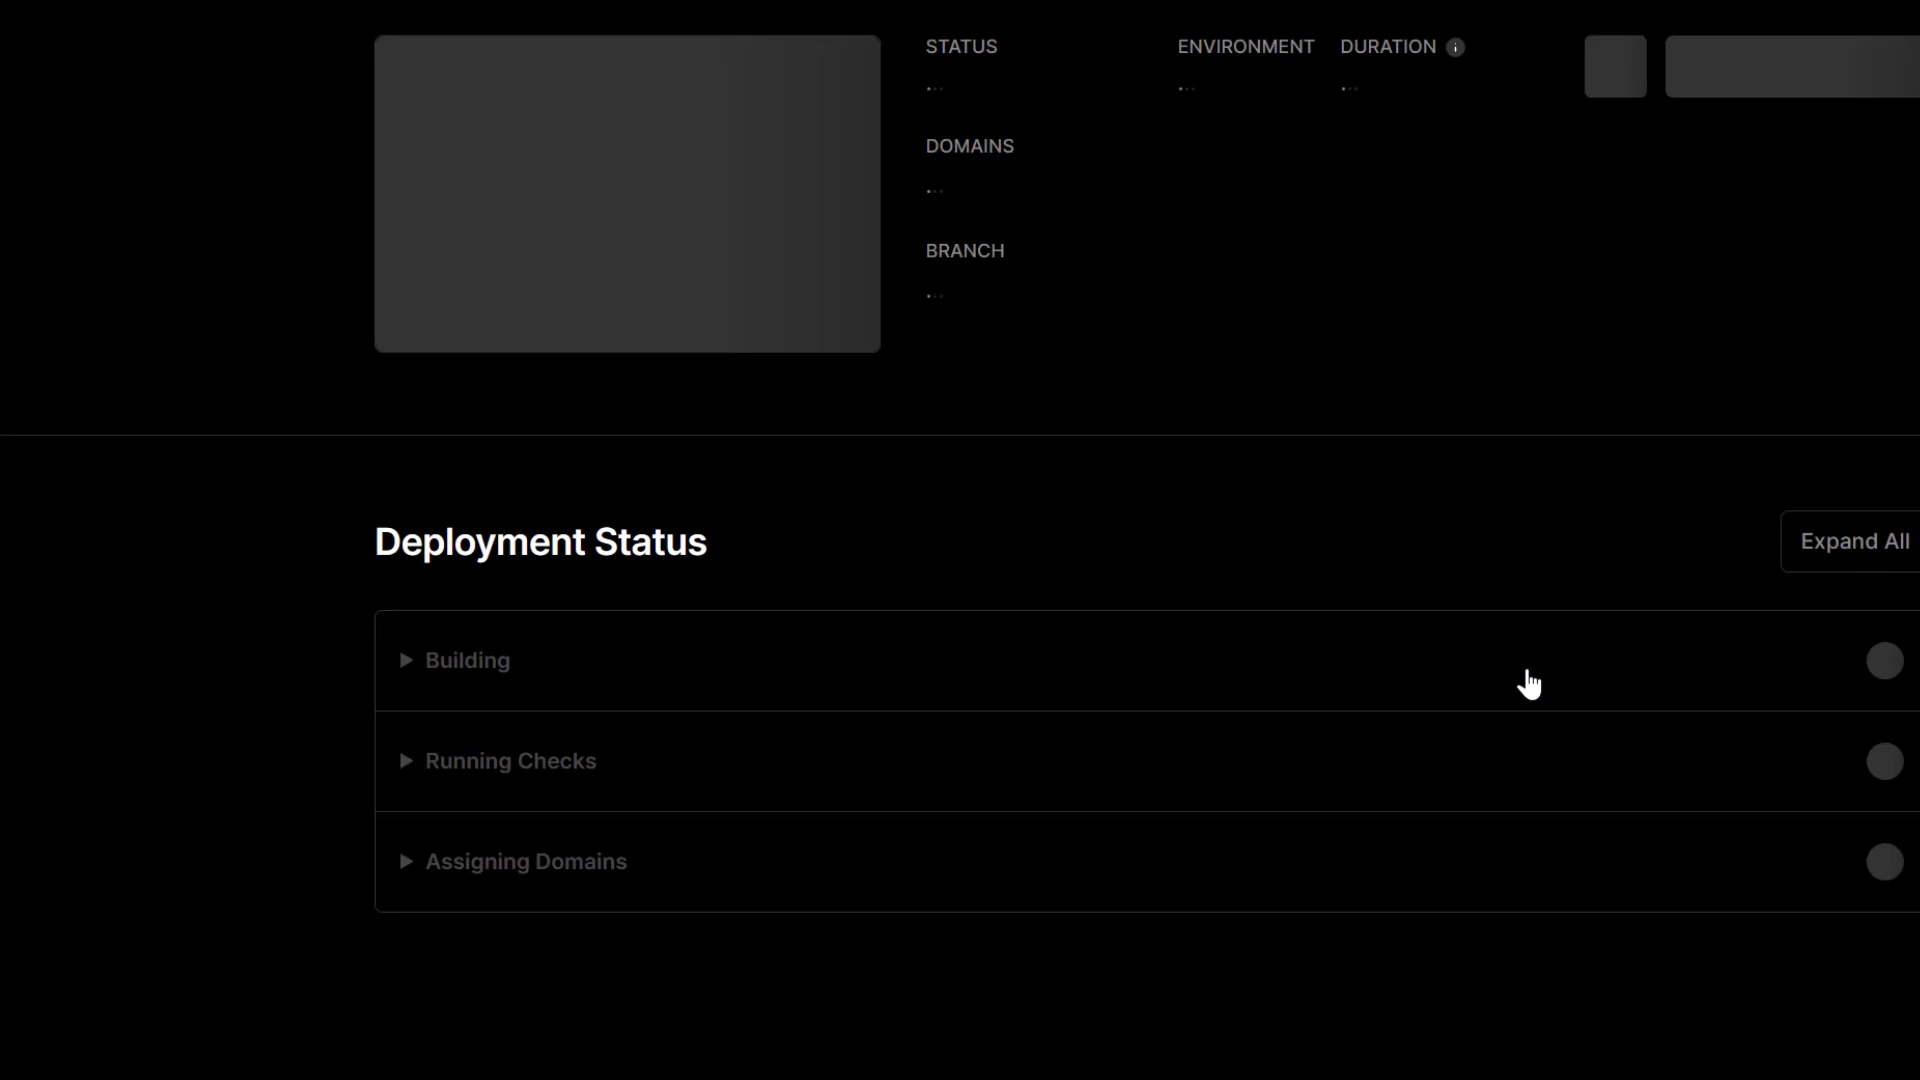 STATUS
ENVIRONMENT
DURATION
DOMAINS
BRANCH
Deployment Status
Expand All
Building
Running Checks
Assigning Domains